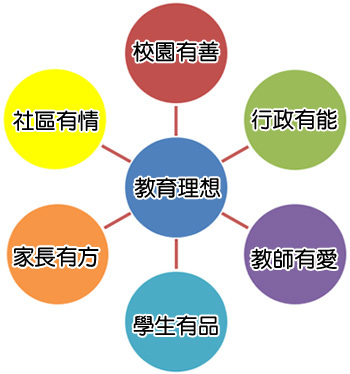 校園有善
行政有能
社區有情
教育理想
教師有愛
家長有方
學生有品